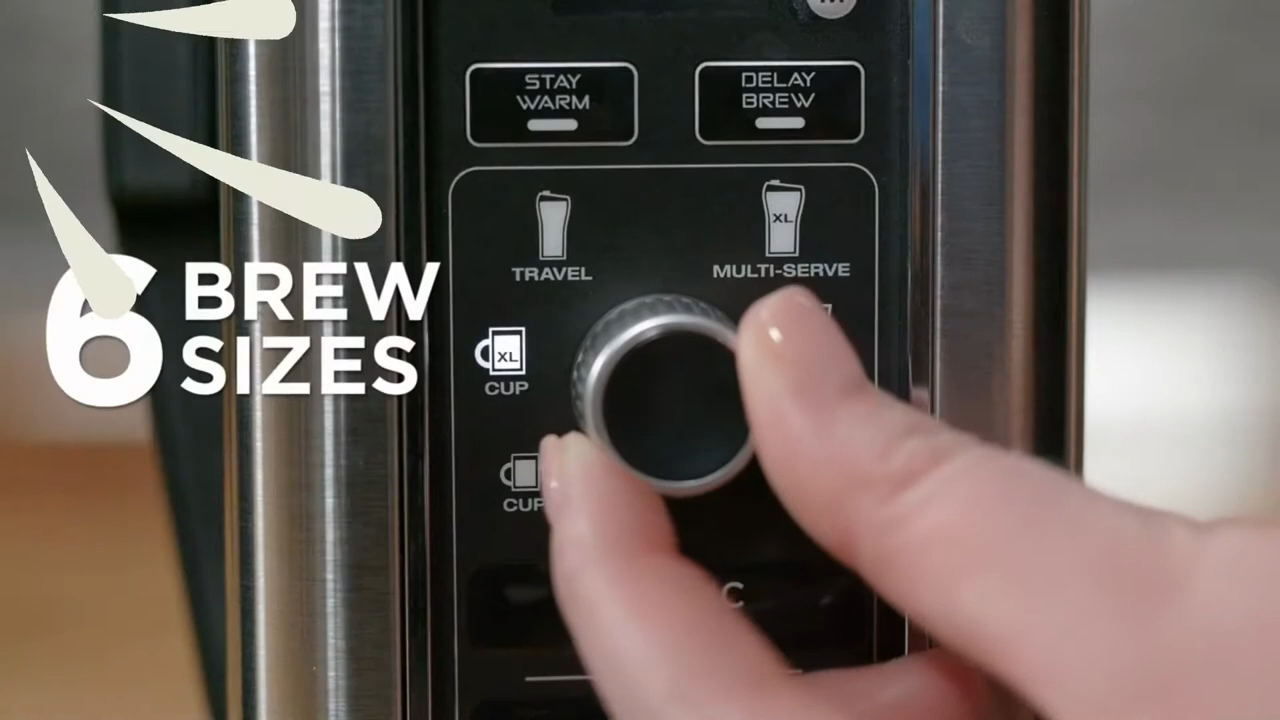 STAY
WARM
DELAY
BREW
XL
TRAVEL
MULTI-SERVE
6 BREW
SIZES
XL
CUP
CUP
C